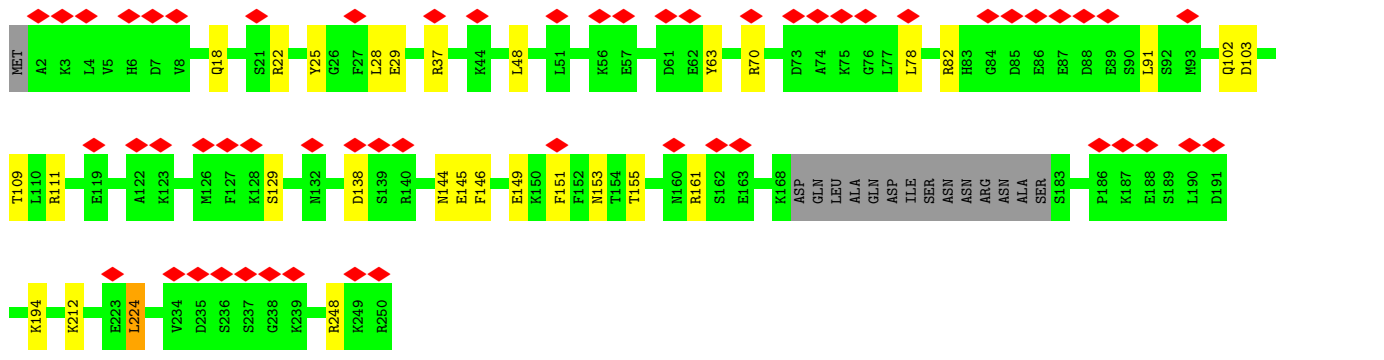 MET A2 K3 L4 V5 H6 D7 V8 Q18 S21 R22 Y25 G26 F27 L28 E29 R37 K44 L48 L51 K56 E57 D61 E62 Y63 R70 D73 A74 K75 G76 L77 L78 R82 H83 G84 D85 E86 E87 D88 E89 S90 L91 S92 M93 Q102 D103
T109 L110 R111 E119 A122 K123 M126 F127 K128 S129 N132 D138 S139 R140 N144 E145 F146 E149 K150 F151 F152 N153 T154 T155 N160 R161 S162 E163 K168 ASP GLN LEU ALA GLN ASP ILE SER ASN ASN ARG ASN ALA SER S183 P186 K187 E188 S189 L190 D191
K194 K212 E223 L224 V234 D235 S236 S237 G238 K239 R248 K249 R250